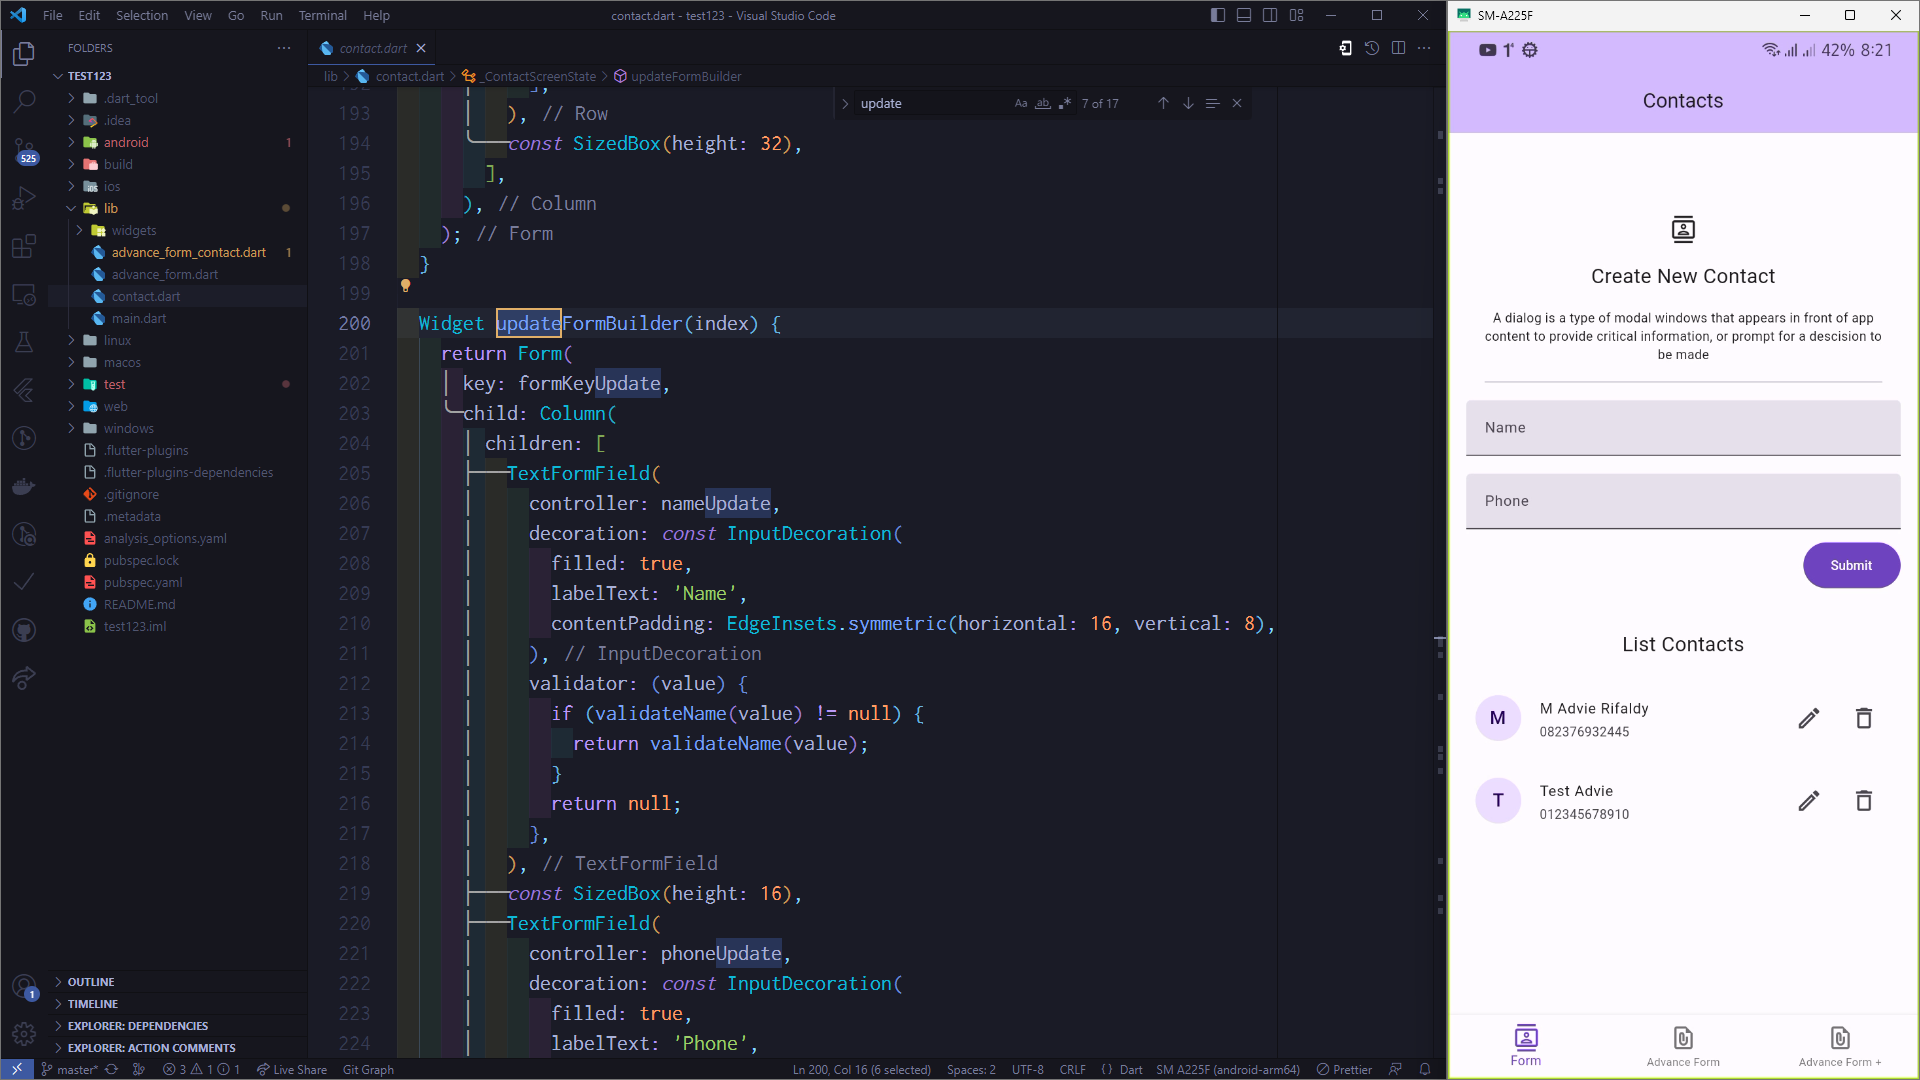 File Edit Selection View Go Run Terminal Help
contact.dart - test123 - Visual Studio Code
FOLDERS
TEST123
.dart_tool
.idea
android 1
build
ios
lib
widgets
advance_form_contact.dart 1
advance_form.dart
contact.dart
main.dart
linux
macos
test
web
windows
.flutter-plugins
.flutter-plugins-dependencies
.gitignore
.metadata
analysis_options.yaml
pubspec.lock
pubspec.yaml
README.md
test123.iml
OUTLINE
TIMELINE
EXPLORER: DEPENDENCIES
EXPLORER: ACTION COMMENTS
525
1
contact.dart
lib > contact.dart > _ContactScreenState > updateFormBuilder
update Aa ab .* 7 of 17
192 ],
193 ), // Row
194 const SizedBox(height: 32),
195 ],
196 ), // Column
197 ); // Form
198 }
199
200 Widget updateFormBuilder(index) {
201 return Form(
202 key: formKeyUpdate,
203 child: Column(
204 children: [
205 TextFormField(
206 controller: nameUpdate,
207 decoration: const InputDecoration(
208 filled: true,
209 labelText: 'Name',
210 contentPadding: EdgeInsets.symmetric(horizontal: 16, vertical: 8),
211 ), // InputDecoration
212 validator: (value) {
213 if (validateName(value) != null) {
214 return validateName(value);
215 }
216 return null;
217 },
218 ), // TextFormField
219 const SizedBox(height: 16),
220 TextFormField(
221 controller: phoneUpdate,
222 decoration: const InputDecoration(
223 filled: true,
224 labelText: 'Phone',
master* 3 1 1 Live Share Git Graph
Ln 200, Col 16 (6 selected) Spaces: 2 UTF-8 CRLF {} Dart SM A225F (android-arm64) Prettier
SM-A225F
42% 8:21
Contacts
Create New Contact
A dialog is a type of modal windows that appears in front of app
content to provide critical information, or prompt for a descision to
be made
Name
Phone
Submit
List Contacts
M
M Advie Rifaldy
082376932445
T
Test Advie
012345678910
Form
Advance Form
Advance Form +